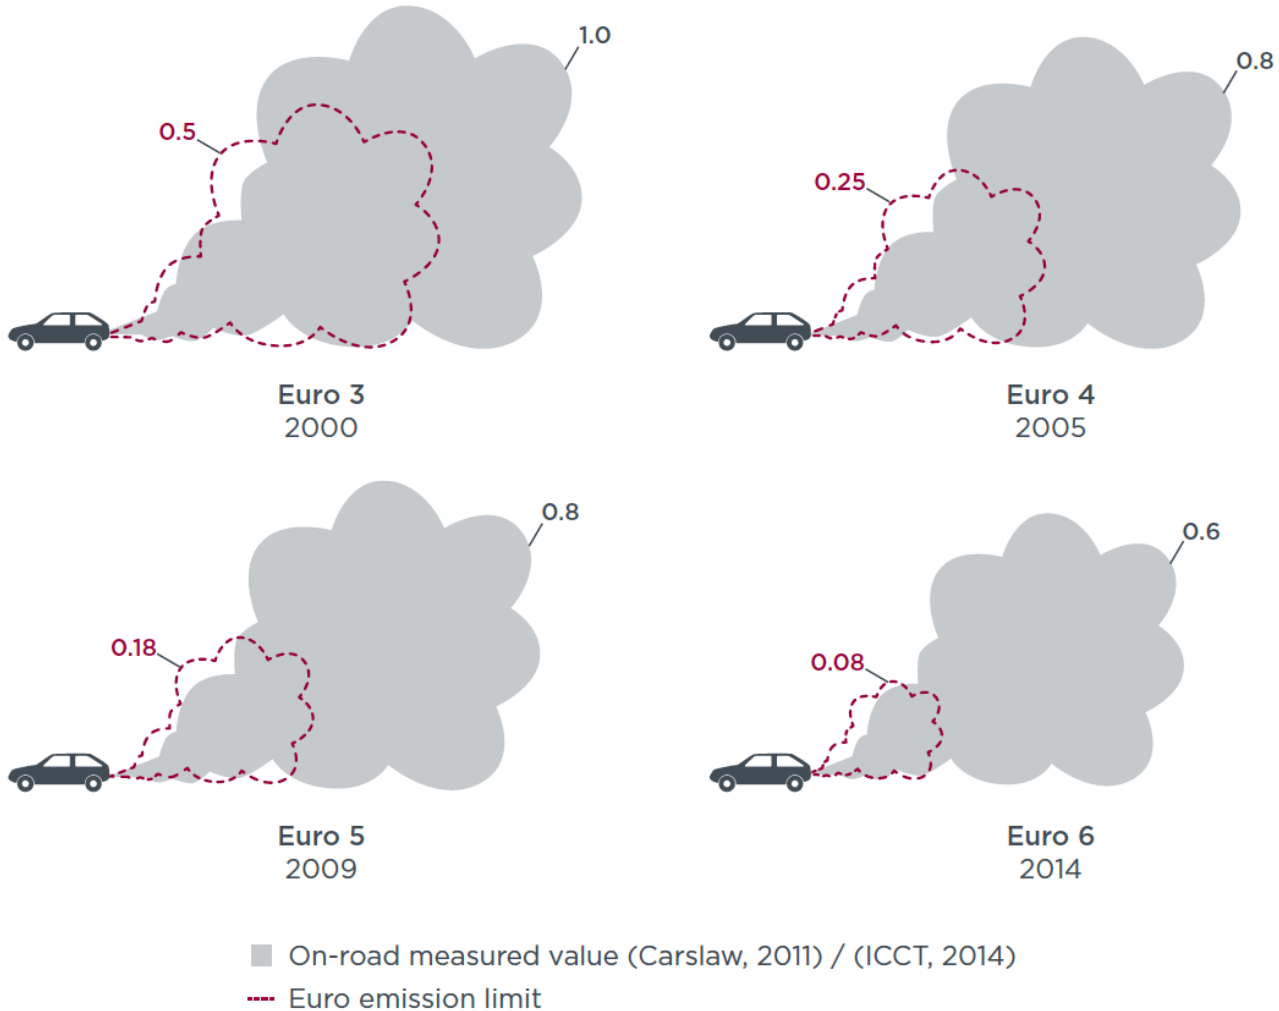 1.0
0.5
Euro 3
2000
0.8
0.25
Euro 4
2005
0.8
0.18
Euro 5
2009
0.6
0.08
Euro 6
2014
On-road measured value (Carslaw, 2011) / (ICCT, 2014)
Euro emission limit